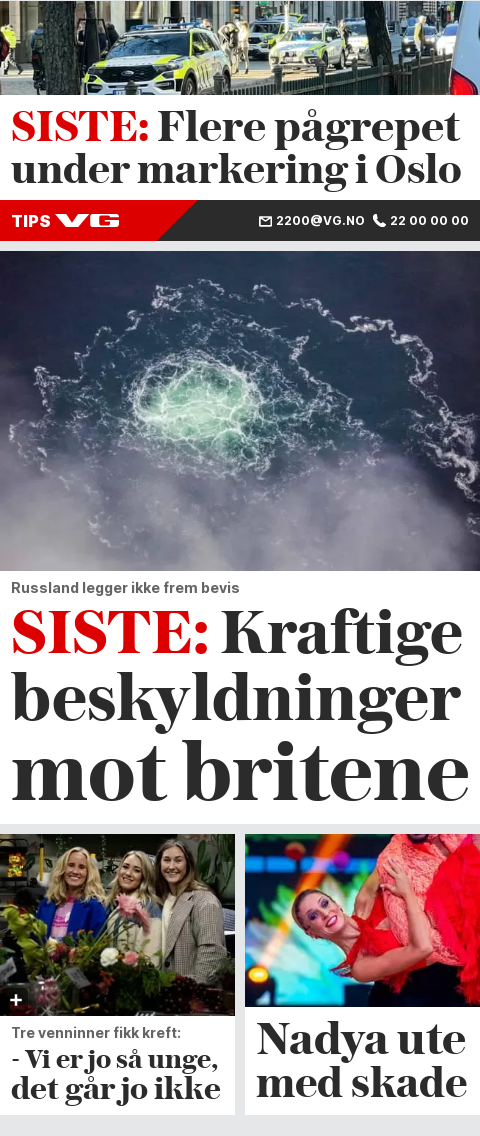 SISTE: Flere pågrepet
under markering i Oslo
TIPS VG 2200@VG.NO 22 00 00 00
Russland legger ikke frem bevis
SISTE: Kraftige
beskyldninger
mot britene
Tre venninner fikk kreft:
- Vi er jo så unge,
det går jo ikke
Nadya ute
med skade